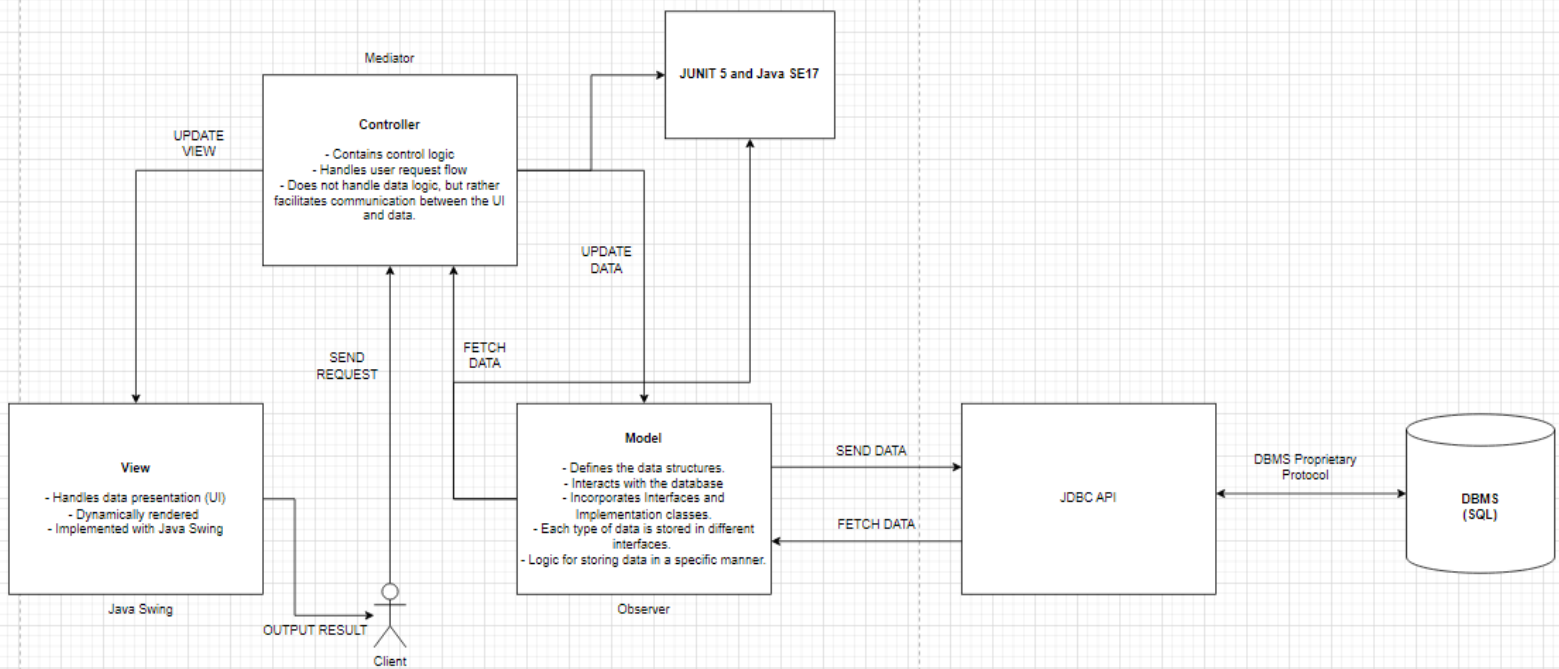 Mediator
JUNIT 5 and Java SE17
Controller
- Contains control logic
- Handles user request flow
- Does not handle data logic, but rather
facilitates communication between the UI
and data.
UPDATE
VIEW
UPDATE
DATA
SEND
REQUEST
FETCH
DATA
View
- Handles data presentation (UI)
- Dynamically rendered
- Implemented with Java Swing
Java Swing
OUTPUT RESULT
Client
Model
- Defines the data structures.
- Interacts with the database
- Incorporates Interfaces and
Implementation classes.
- Each type of data is stored in different
interfaces.
- Logic for storing data in a specific manner.
Observer
SEND DATA
FETCH DATA
JDBC API
DBMS Proprietary
Protocol
DBMS
(SQL)